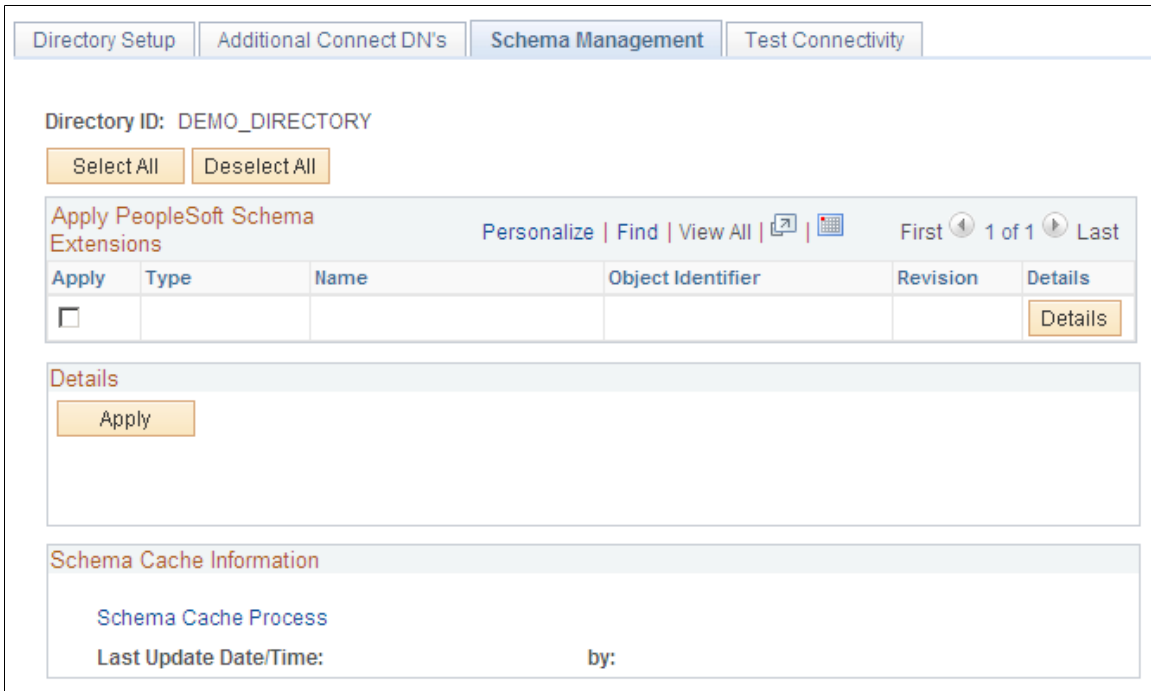 Directory Setup Additional Connect DN's Schema Management Test Connectivity
Directory ID: DEMO_DIRECTORY
Select All Deselect All
Apply PeopleSoft Schema
Extensions
Personalize | Find | View All | | First 1 of 1 Last
Apply Type Name Object Identifier Revision Details
Details
Details
Apply
Schema Cache Information
Schema Cache Process
Last Update Date/Time: by: